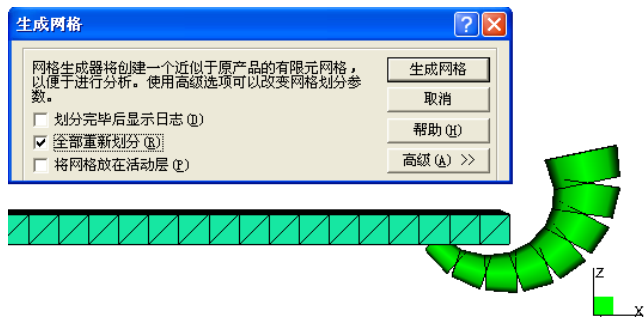 生成网格
网格生成器将创建一个近似于原产品的有限元网格，
以便于进行分析。使用高级选项可以改变网格划分参
数。
划分完毕后显示日志(D)
全部重新划分(R)
将网格放在活动层(P)
生成网格
取消
帮助(H)
高级(A) >>
Z
X